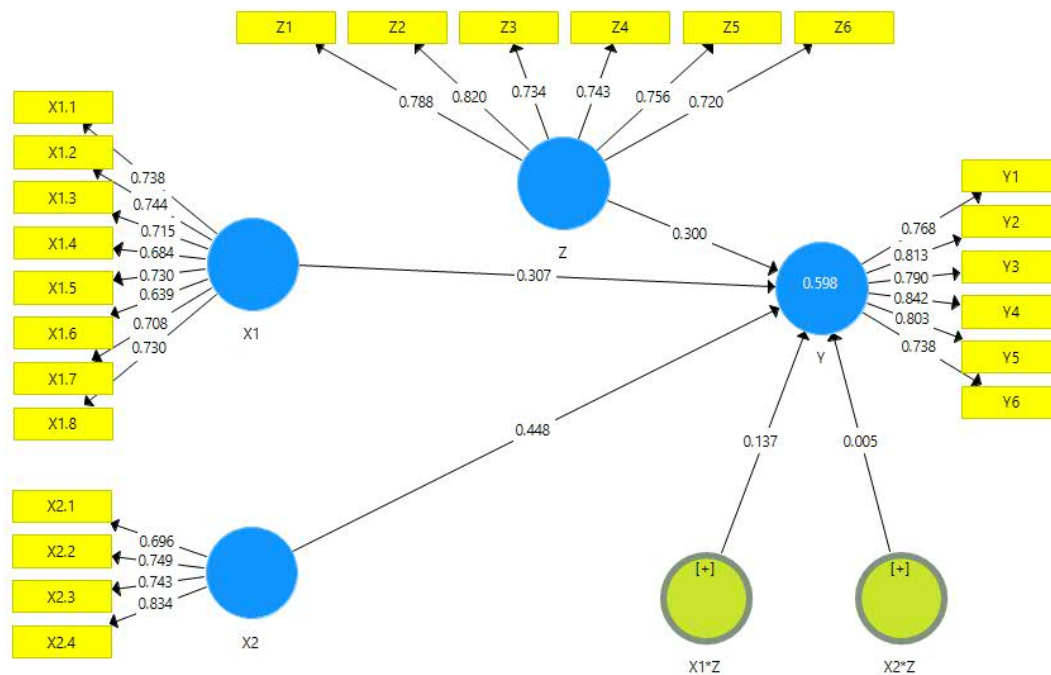 Z1 Z2 Z3 Z4 Z5 Z6
0.788 0.820 0.734 0.743 0.756 0.720
Z
X1.1
X1.2
X1.3
X1.4
X1.5
X1.6
X1.7
X1.8
0.738
0.744
0.715
0.684
0.730
0.639
0.708
0.730
X1
0.300
0.307
0.598
Y
0.768
0.813
0.790
0.842
0.803
0.738
Y1
Y2
Y3
Y4
Y5
Y6
0.448
0.137
0.005
X2.1
X2.2
X2.3
X2.4
0.696
0.749
0.743
0.834
X2
[+] [+]
X1*Z X2*Z